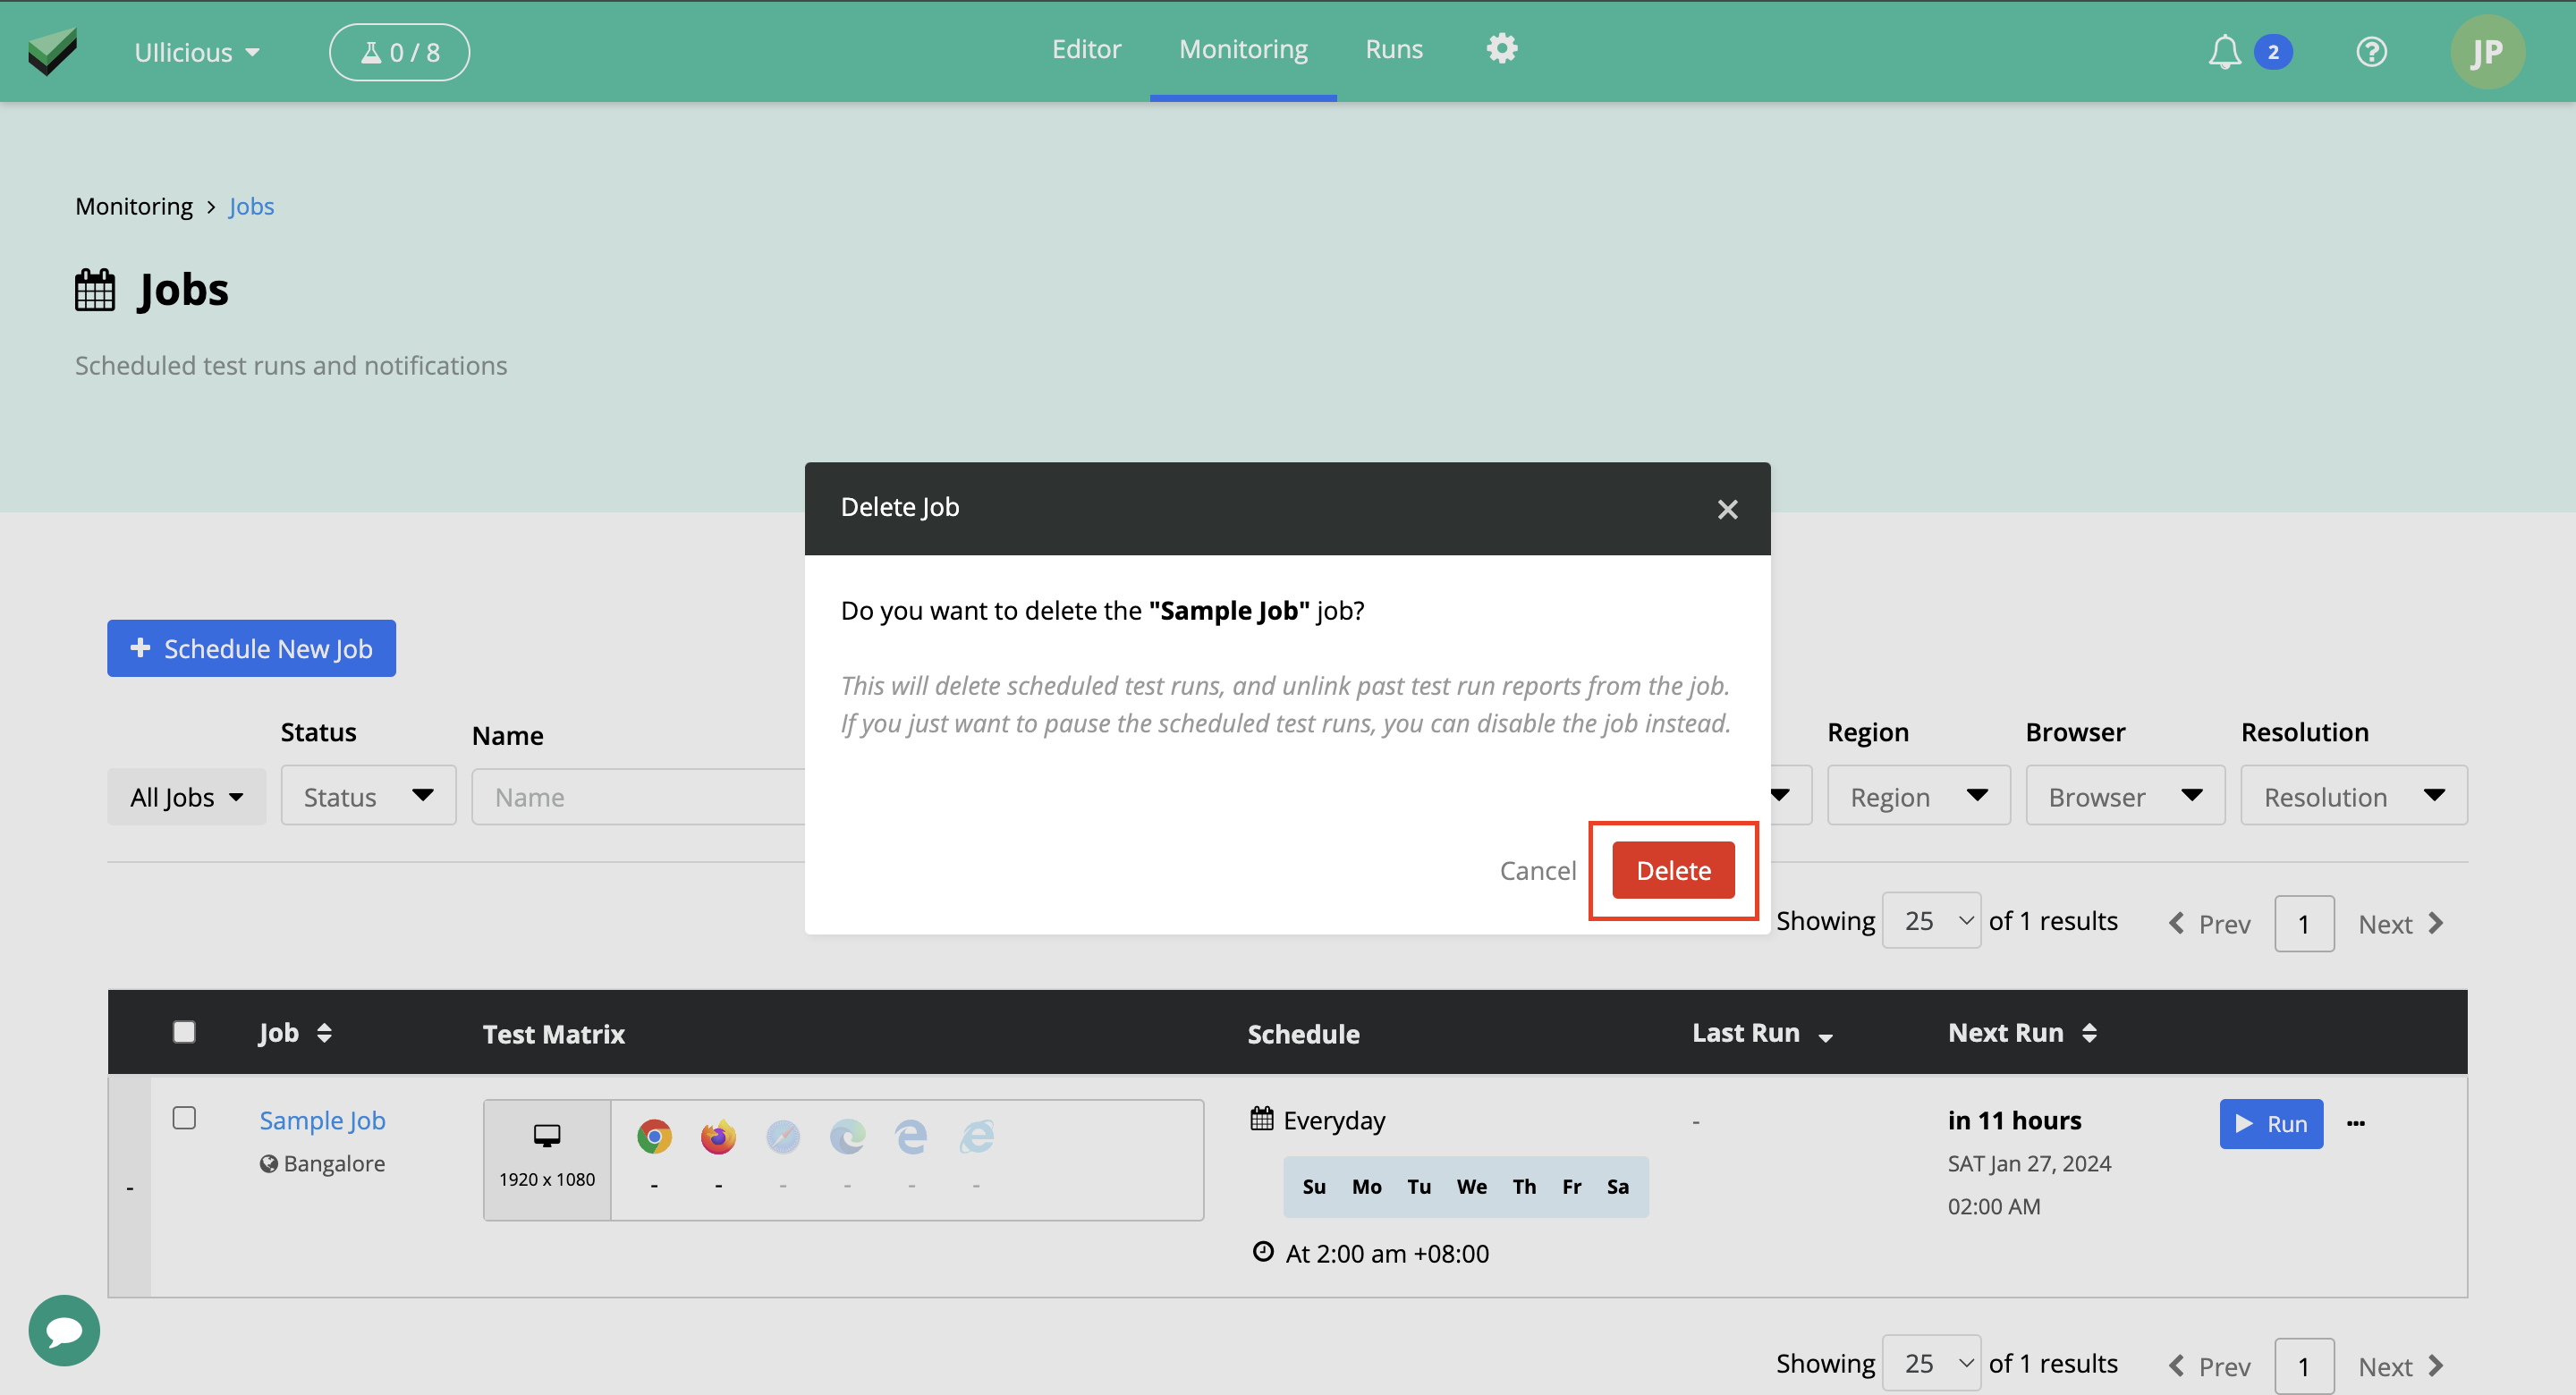 Ullicious
0 / 8
Editor
Monitoring
Runs
2
JP
Monitoring > Jobs
Jobs
Scheduled test runs and notifications
Delete Job
Do you want to delete the "Sample Job" job?
This will delete scheduled test runs, and unlink past test run reports from the job.
If you just want to pause the scheduled test runs, you can disable the job instead.
Cancel
Delete
+ Schedule New Job
Status
Name
Region
Browser
Resolution
All Jobs
Status
Name
Region
Browser
Resolution
Showing 25 of 1 results
Prev
1
Next
Job
Test Matrix
Schedule
Last Run
Next Run
-
Sample Job
Bangalore
1920 x 1080
- - - - - -
Everyday
Su Mo Tu We Th Fr Sa
At 2:00 am +08:00
-
in 11 hours
SAT Jan 27, 2024
02:00 AM
Run
Showing 25 of 1 results
Prev
1
Next